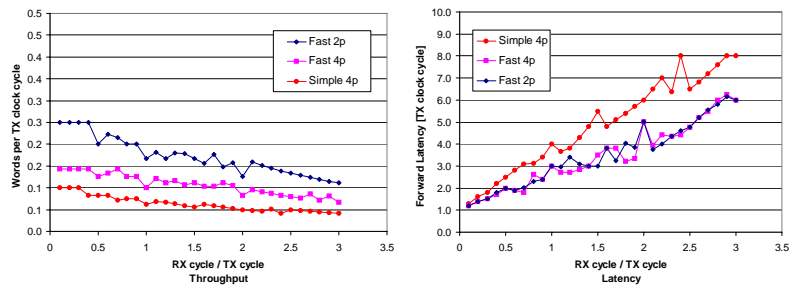 0.5
0.5
0.4
0.4
0.3
0.3
0.2
0.2
0.1
0.1
0.0
Words per TX clock cycle
Fast 2p
Fast 4p
Simple 4p
0 0.5 1 1.5 2 2.5 3 3.5
RX cycle / TX cycle
Throughput
10.0
9.0
8.0
7.0
6.0
5.0
4.0
3.0
2.0
1.0
0.0
Forward Latency [TX clock cycle]
Simple 4p
Fast 4p
Fast 2p
0 0.5 1 1.5 2 2.5 3 3.5
RX cycle / TX cycle
Latency